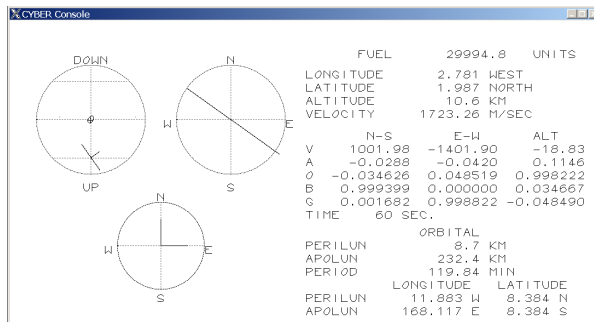 CYBER Console
DOWN
N
W
E
S
UP
N
W
E
S
FUEL 29994.8 UNITS
LONGITUDE 2.781 WEST
LATITUDE 1.987 NORTH
ALTITUDE 10.6 KM
VELOCITY 1723.26 M/SEC
N-S E-W ALT
V 1001.98 -1401.90 -18.83
A -0.0288 -0.0420 0.1146
O -0.034626 0.048519 0.998222
B 0.999399 0.000000 0.034667
G 0.001682 0.998822 -0.048490
TIME 60 SEC.
ORBITAL
PERILUN 8.7 KM
APOLUN 232.4 KM
PERIOD 119.84 MIN
LONGITUDE LATITUDE
PERILUN 11.883 W 8.384 N
APOLUN 168.117 E 8.384 S